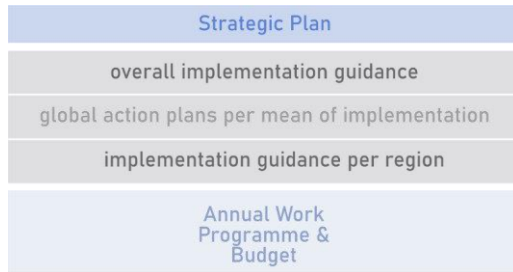 Strategic Plan
overall implementation guidance
global action plans per mean of implementation
implementation guidance per region
Annual Work
Programme &
Budget